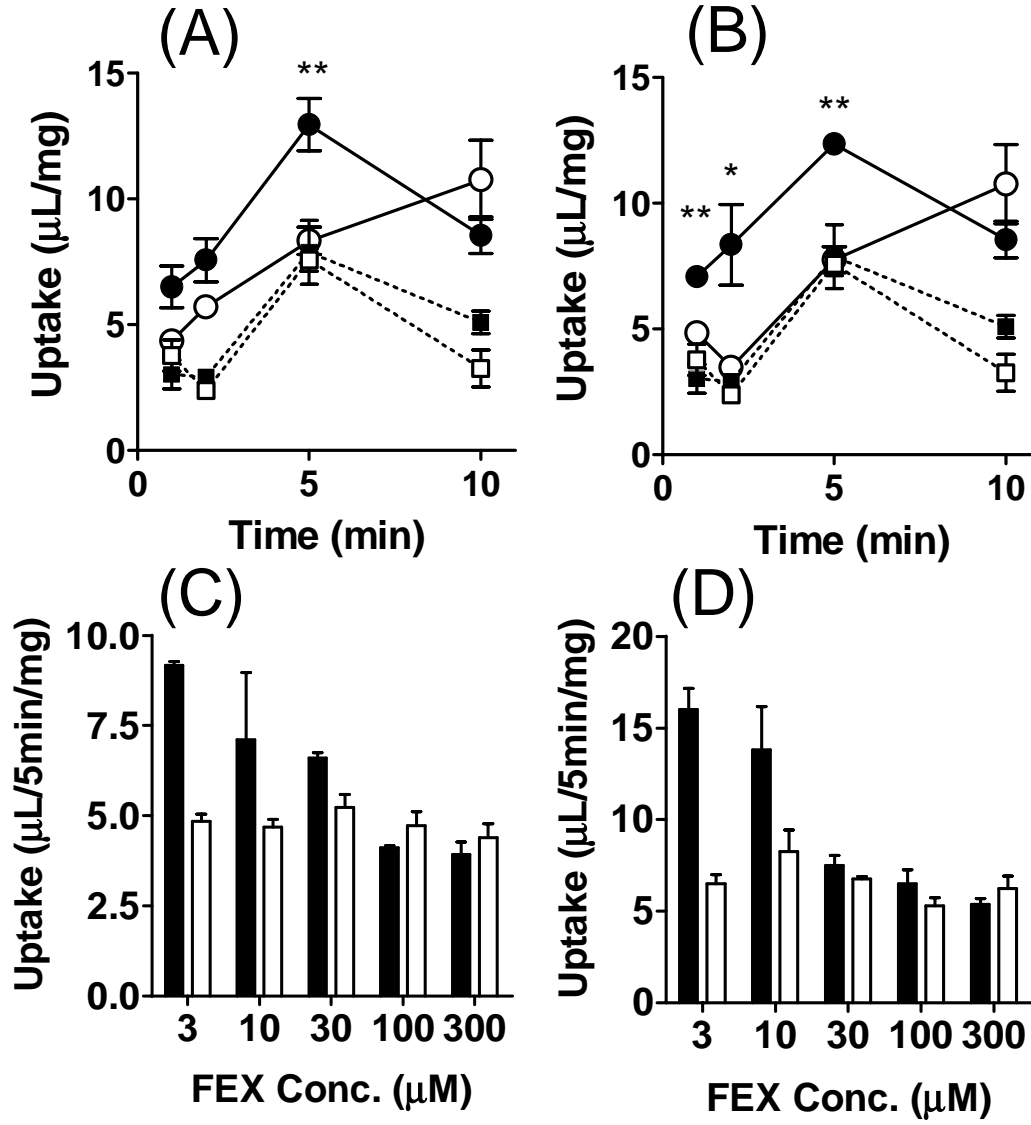 (A)
**
15
10
5
0
Uptake (μL/mg)
0 5 10
Time (min)
(B)
**
*
**
15
10
5
0
Uptake (μL/mg)
0 5 10
Time (min)
(C)
10.0
7.5
5.0
2.5
0.0
Uptake (μL/5min/mg)
3 10 30 100 300
FEX Conc. (μM)
(D)
20
15
10
5
0
Uptake (μL/5min/mg)
3 10 30 100 300
FEX Conc. (μM)